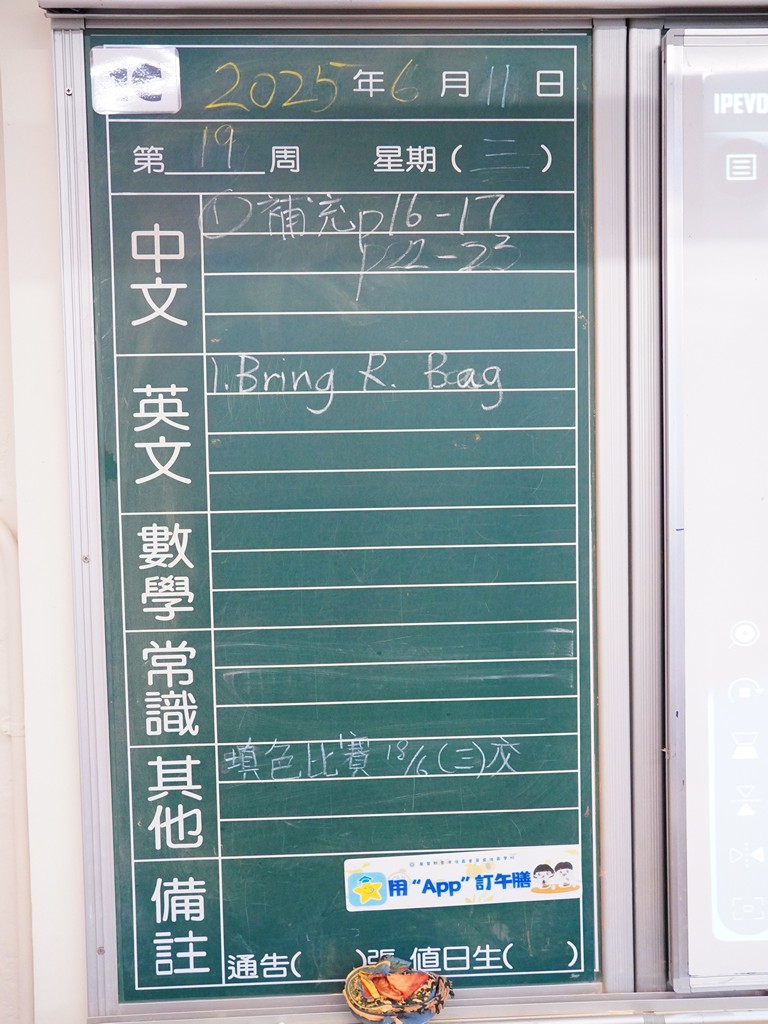 2025年6月11日
第19周 星期(三)
中文
① 補充p16-17
p22-23
英文
1. Bring R. Bag
數學
常識
其他
填色比賽 18/6(三)交
備註
用“App”訂午膳
通告( )張 值日生( )
IPEVO